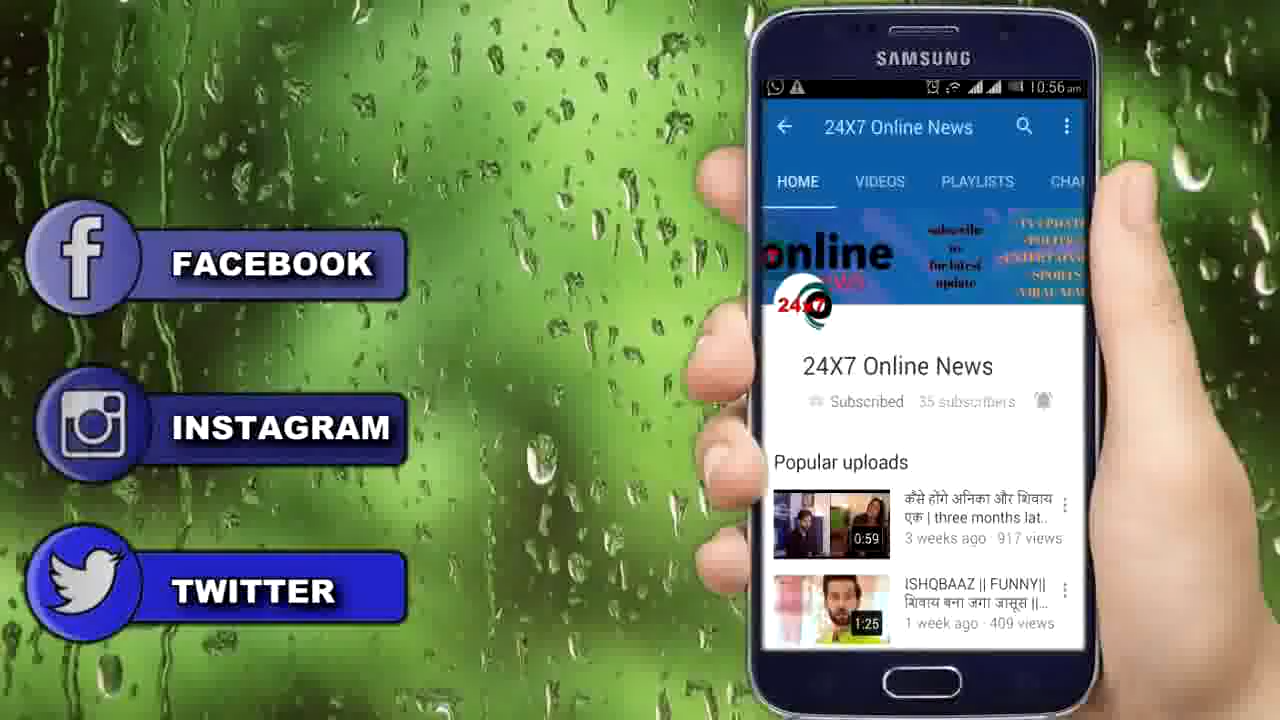 FACEBOOK
INSTAGRAM
TWITTER
SAMSUNG
10:56 am
24X7 Online News
HOME VIDEOS PLAYLISTS CHA
online
subscribe
to
for latest
update
SPORTS
24x7
24X7 Online News
Subscribed 35 subscribers
Popular uploads
0:59
कैसे होंगे अनिका और शिवाय
एक | three months lat..
3 weeks ago · 917 views
1:25
ISHQBAAZ || FUNNY||
शिवाय बना जगा जासूस ||...
1 week ago · 409 views